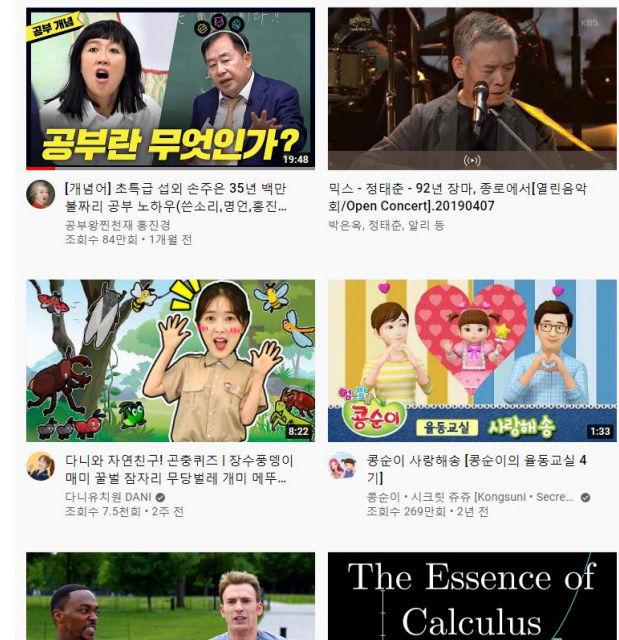 공부 개념
공부란 무엇인가?
19:48
[개념어] 초특급 섭외 손주은 35년 백만
불짜리 공부 노하우(쓴소리,명언,홍진...
공부왕찐천재 홍진경
조회수 84만회 • 1개월 전
KBS
믹스 - 정태춘 - 92년 장마, 종로에서[열린음악
회/Open Concert].20190407
박은옥, 정태춘, 알리 등
8:22
다니와 자연친구! 곤충퀴즈 | 장수풍뎅이
매미 꿀벌 잠자리 무당벌레 개미 메뚜...
다니유치원 DANI
조회수 7.5천회 • 2주 전
콩순이
율동교실
사랑해 송
1:33
콩순이 사랑해송 [콩순이의 율동교실 4
기]
콩순이 • 시크릿 쥬쥬 [Kongsuni • Secre...
조회수 269만회 • 2년 전
The Essence of
Calculus